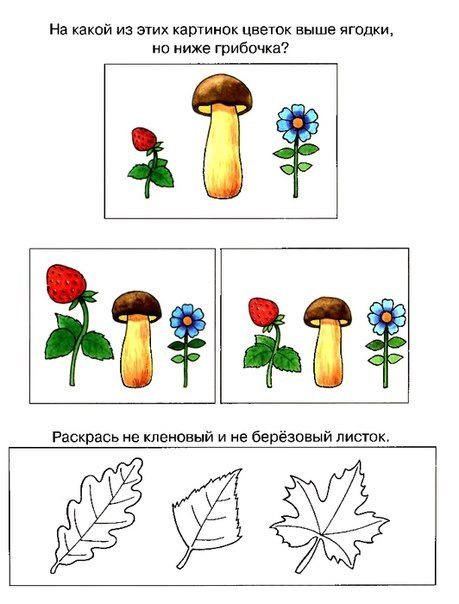 На какой из этих картинок цветок выше ягодки,
но ниже грибочка?
Раскрась не кленовый и не берёзовый листок.